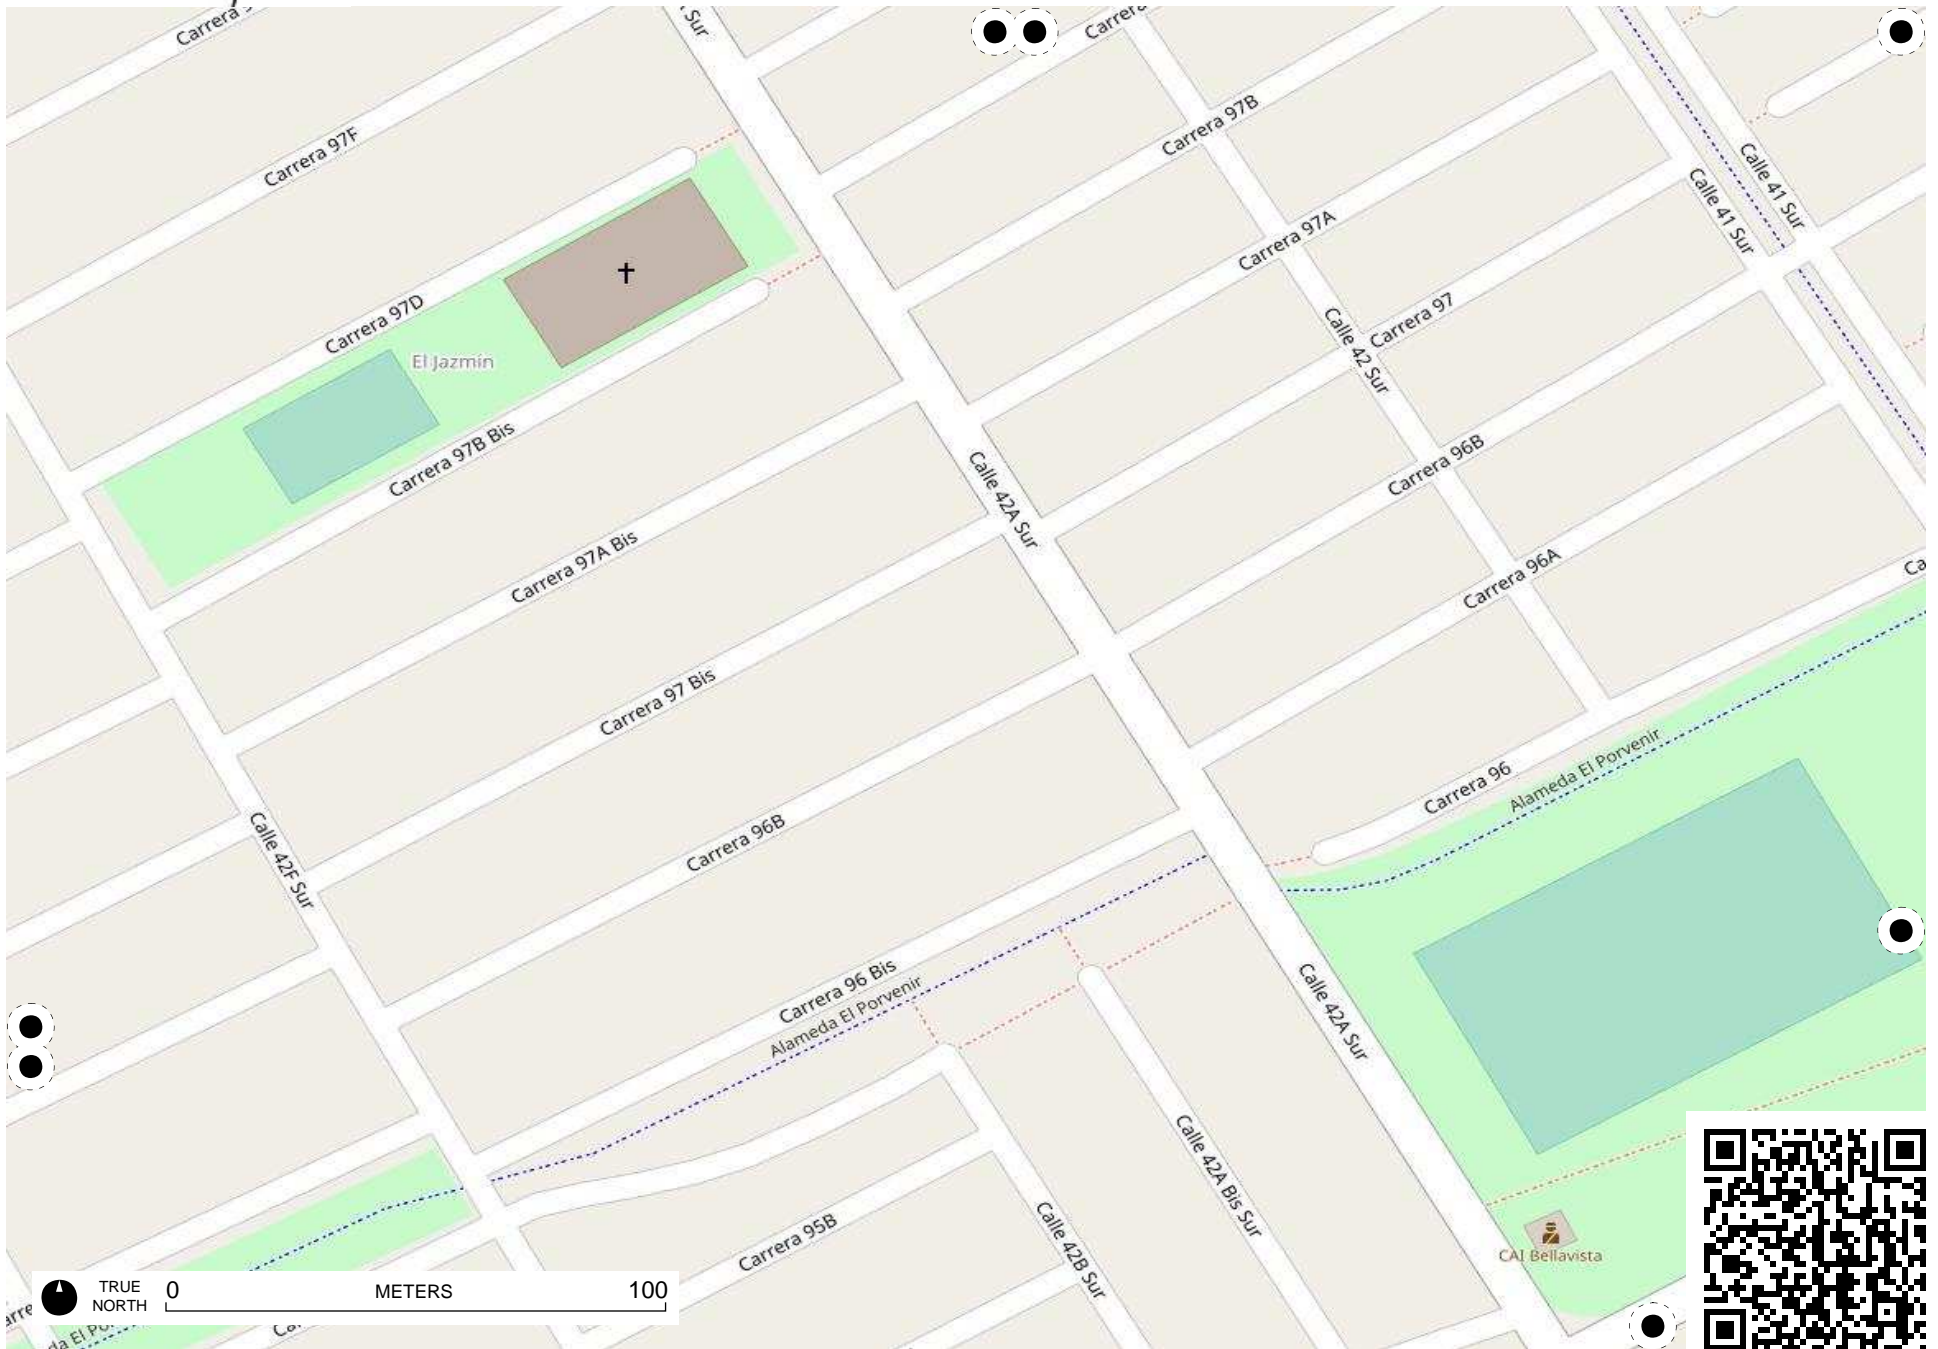 Sur
Carrera 97F
Carrera 97B
Calle 41 Sur
Calle 41 Sur
Carrera 97A
Carrera 97D
Carrera 97
El Jazmín
Calle 42 Sur
Carrera 97B Bis
Carrera 96B
Calle 42A Sur
Carrera 97A Bis
Carrera 96A
Carrera 97 Bis
Alameda El Porvenir
Carrera 96
Carrera 96B
Calle 42F Sur
Carrera 96 Bis
Alameda El Porvenir
Calle 42A Sur
Calle 42A Bis Sur
Carrera 95B
Calle 42B Sur
CAI Bellavista
TRUE
NORTH
0 METERS 100